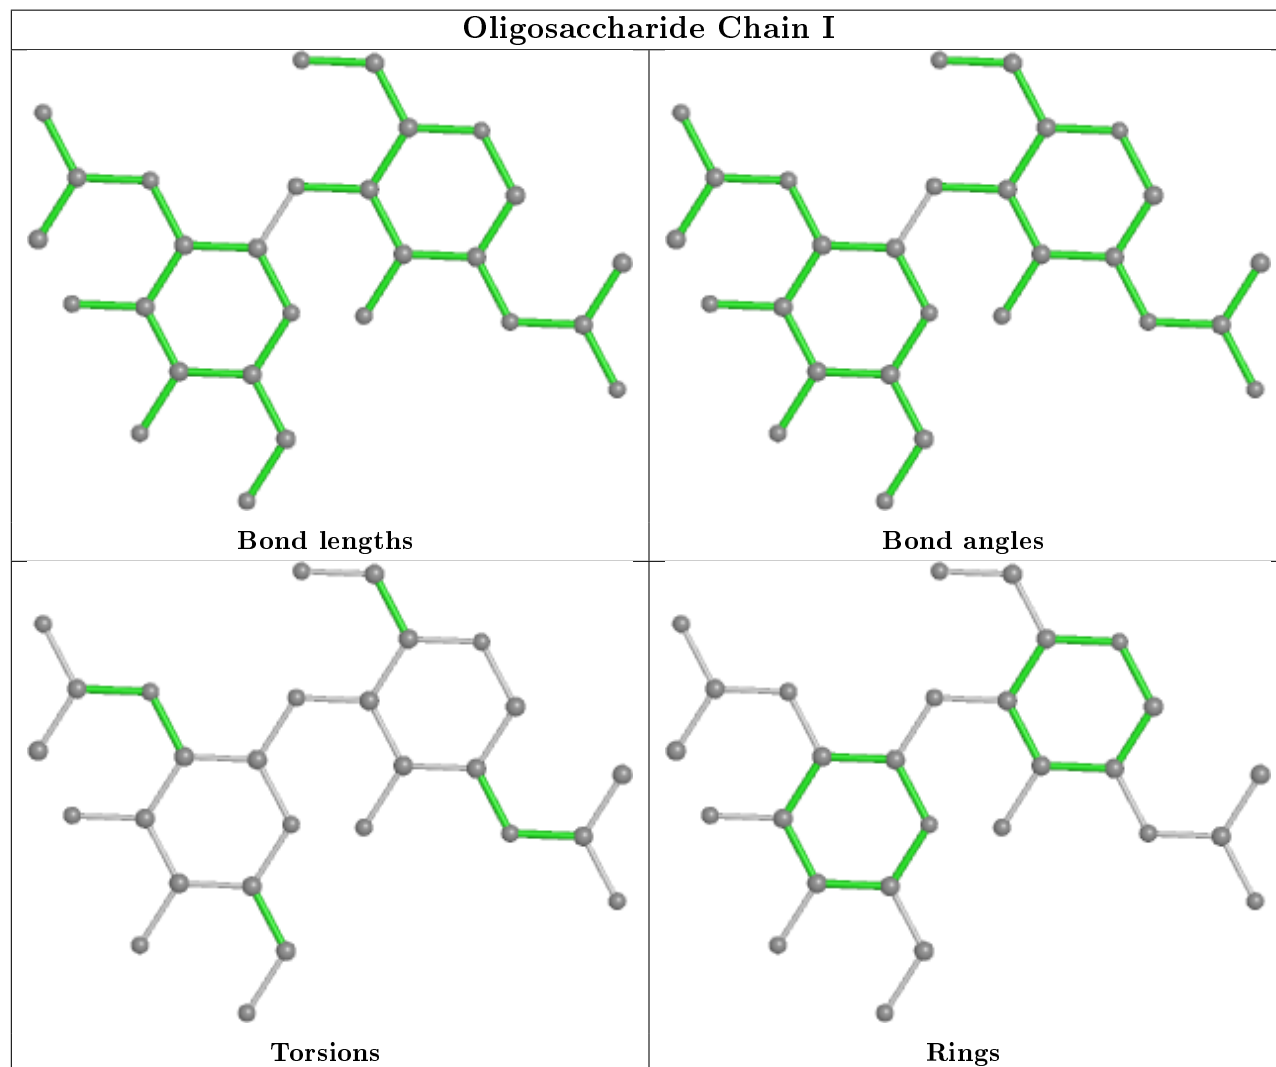 Oligosaccharide Chain I
Bond lengths
Bond angles
Torsions
Rings